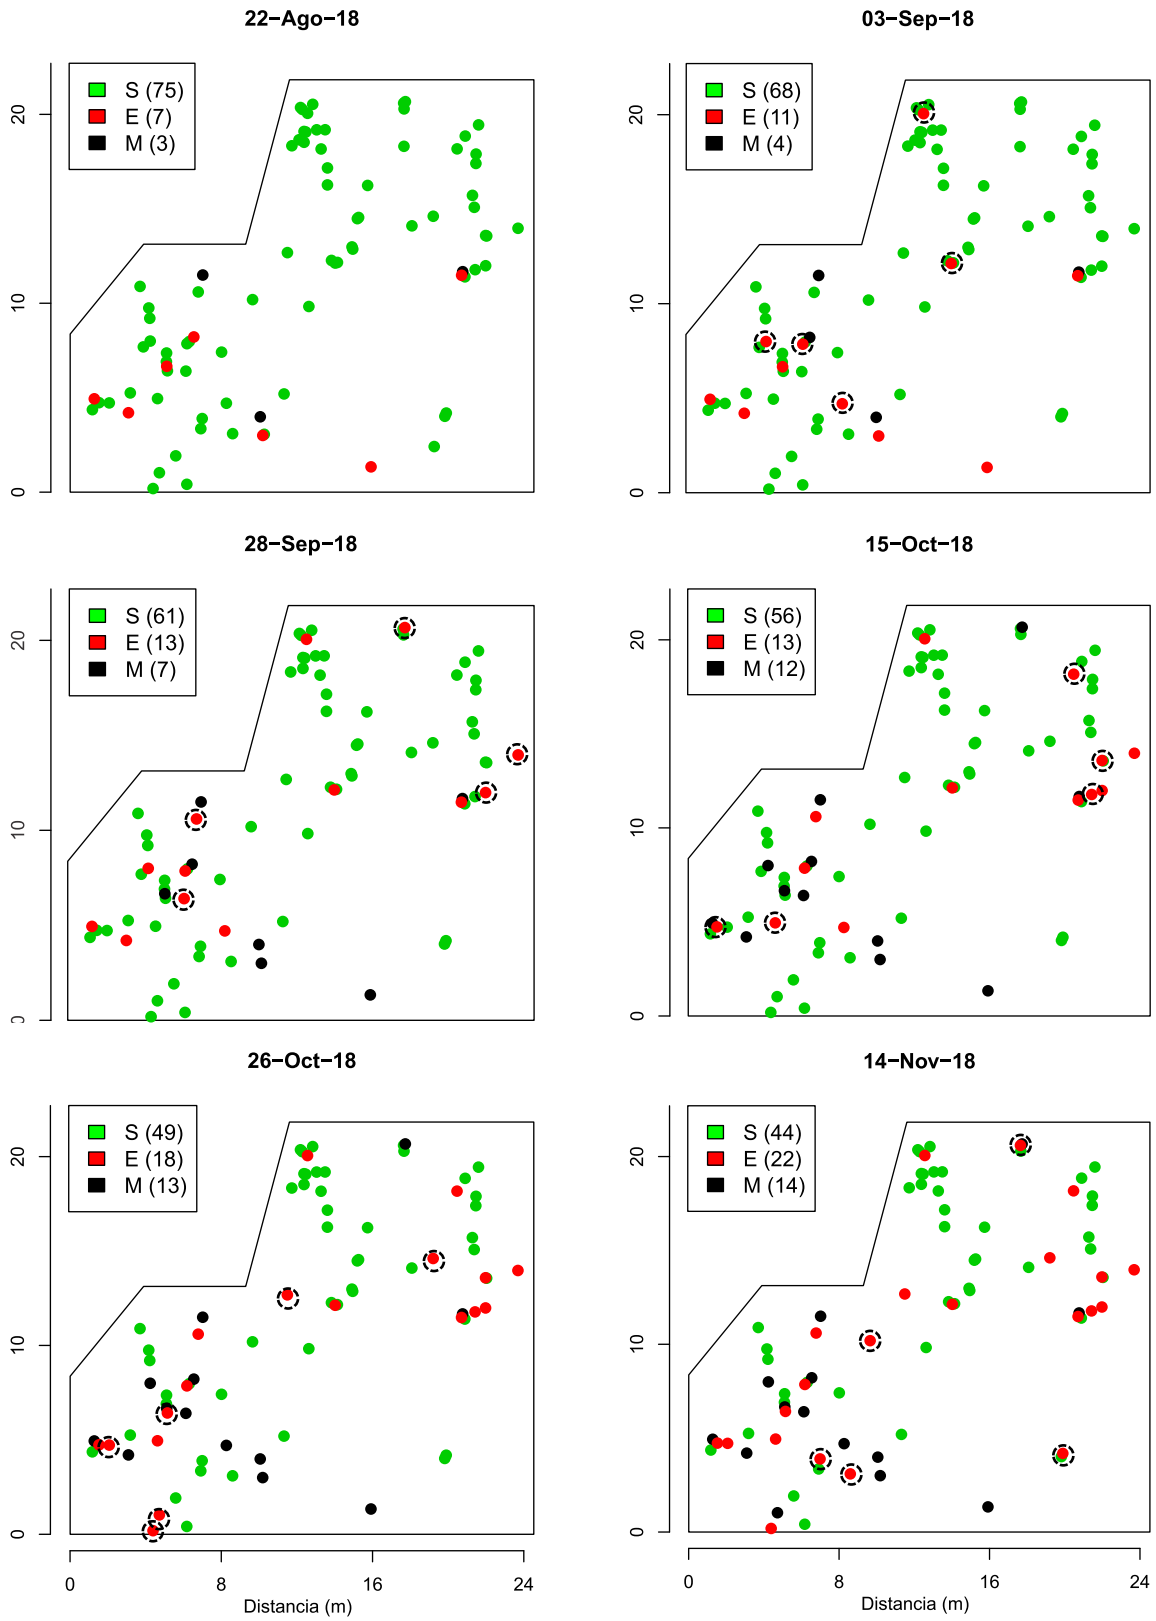 22−Ago−18
S (75)
E (7)
M (3)
20
10
0
03−Sep−18
S (68)
E (11)
M (4)
20
10
0
28−Sep−18
S (61)
E (13)
M (7)
20
10
0
15−Oct−18
S (56)
E (13)
M (12)
20
10
0
26−Oct−18
S (49)
E (18)
M (13)
20
10
0
0 8 16 24
Distancia (m)
14−Nov−18
S (44)
E (22)
M (14)
20
10
0
0 8 16 24
Distancia (m)